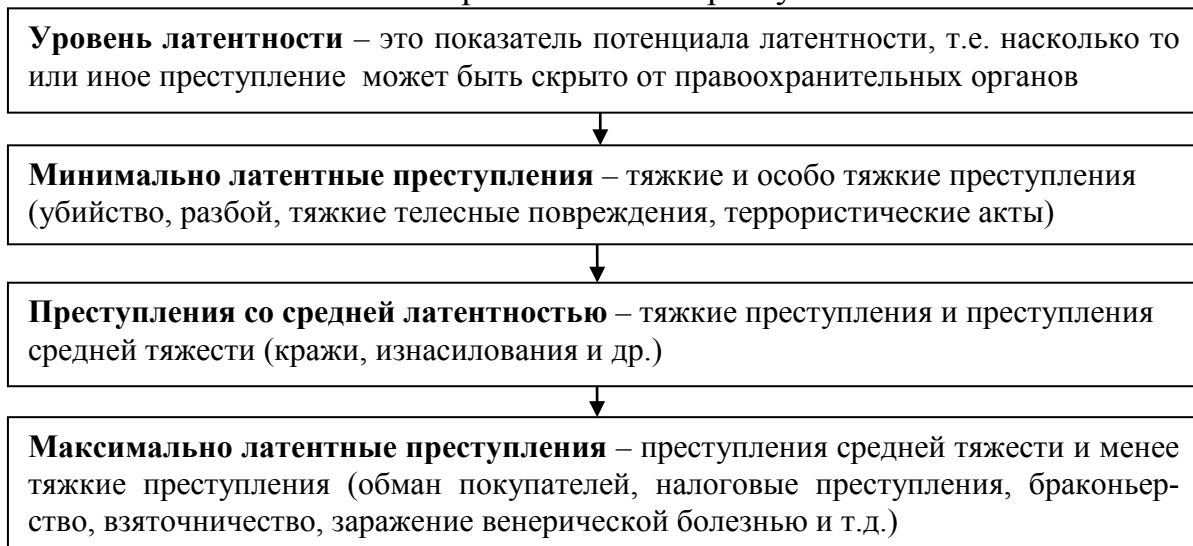 Уровень латентности – это показатель потенциала латентности, т.е. насколько то
или иное преступление может быть скрыто от правоохранительных органов
Минимально латентные преступления – тяжкие и особо тяжкие преступления
(убийство, разбой, тяжкие телесные повреждения, террористические акты)
Преступления со средней латентностью – тяжкие преступления и преступления
средней тяжести (кражи, изнасилования и др.)
Максимально латентные преступления – преступления средней тяжести и менее
тяжкие преступления (обман покупателей, налоговые преступления, браконьер-
ство, взяточничество, заражение венерической болезнью и т.д.)